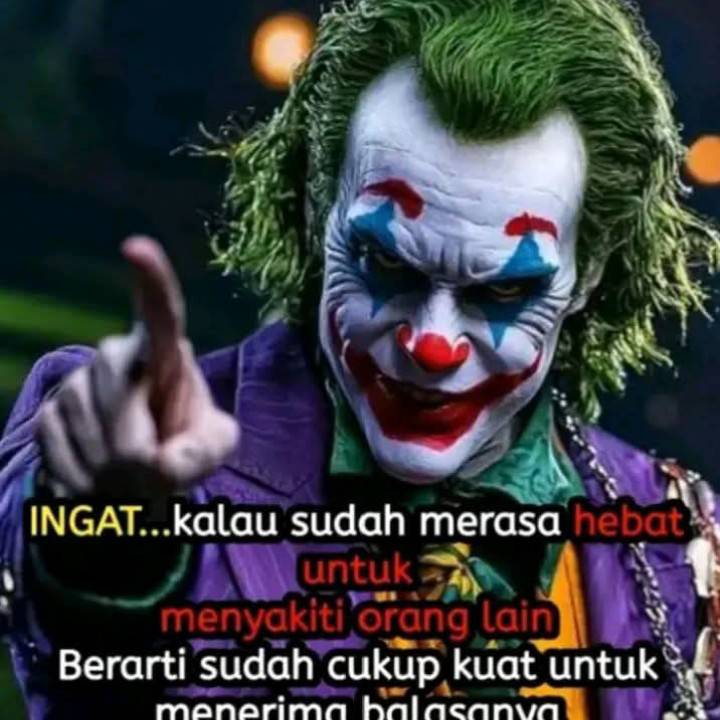 INGAT...kalau sudah merasa hebat
untuk
menyakiti orang lain
Berarti sudah cukup kuat untuk
menerima balasanya